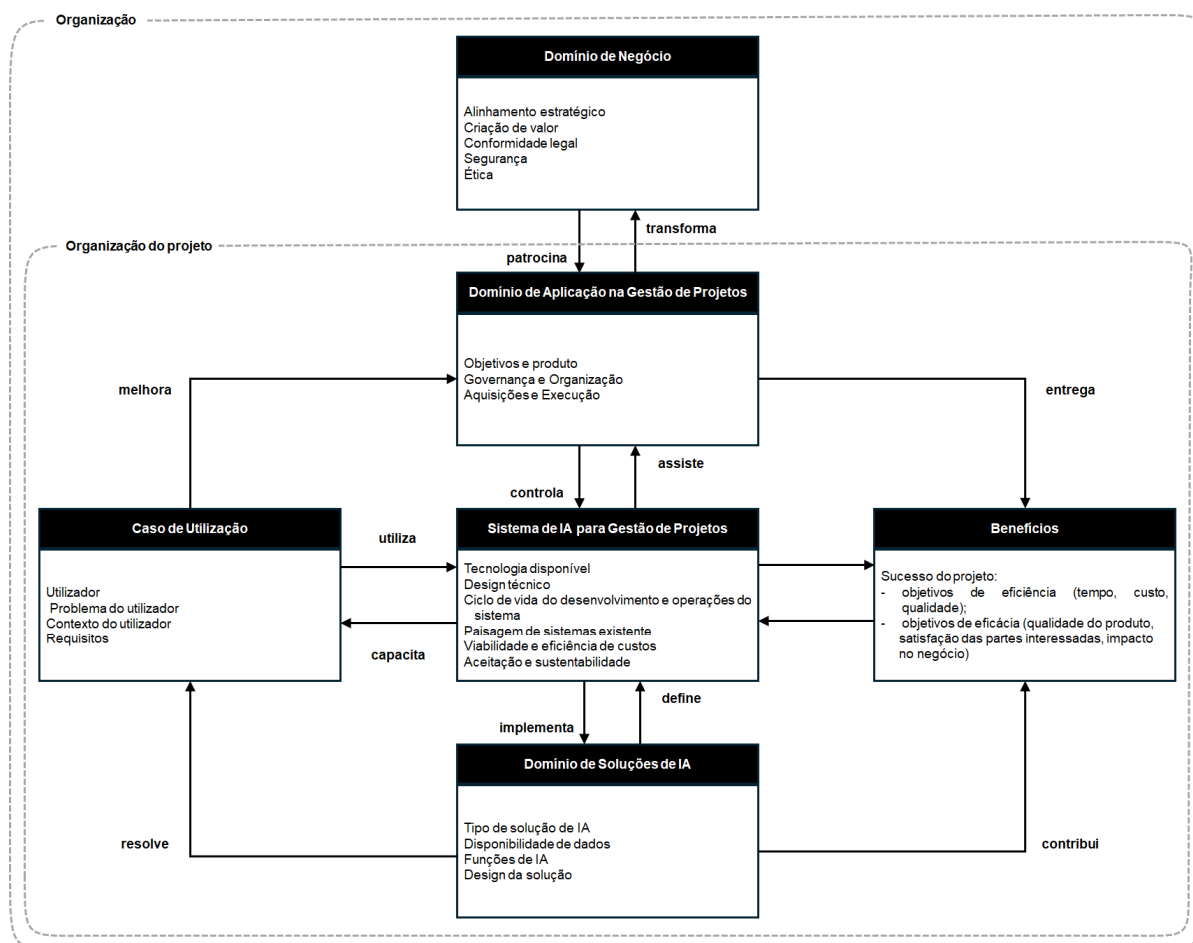 Organização
Domínio de Negócio
Alinhamento estratégico
Criação de valor
Conformidade legal
Segurança
Ética
transforma
Organização do projeto
patrocina
Domínio de Aplicação na Gestão de Projetos
Objetivos e produto
Governança e Organização
Aquisições e Execução
melhora
entrega
assiste
controla
Caso de Utilização
Utilizador
Problema do utilizador
Contexto do utilizador
Requisitos
utiliza
capacita
Sistema de IA para Gestão de Projetos
Tecnologia disponível
Design técnico
Ciclo de vida do desenvolvimento e operações do
sistema
Paisagem de sistemas existente
Viabilidade e eficiência de custos
Aceitação e sustentabilidade
Benefícios
Sucesso do projeto:
- objetivos de eficiência (tempo, custo,
qualidade);
- objetivos de eficácia (qualidade do produto,
satisfação das partes interessadas, impacto
no negócio)
define
implementa
Domínio de Soluções de IA
Tipo de solução de IA
Disponibilidade de dados
Funções de IA
Design da solução
resolve
contribui